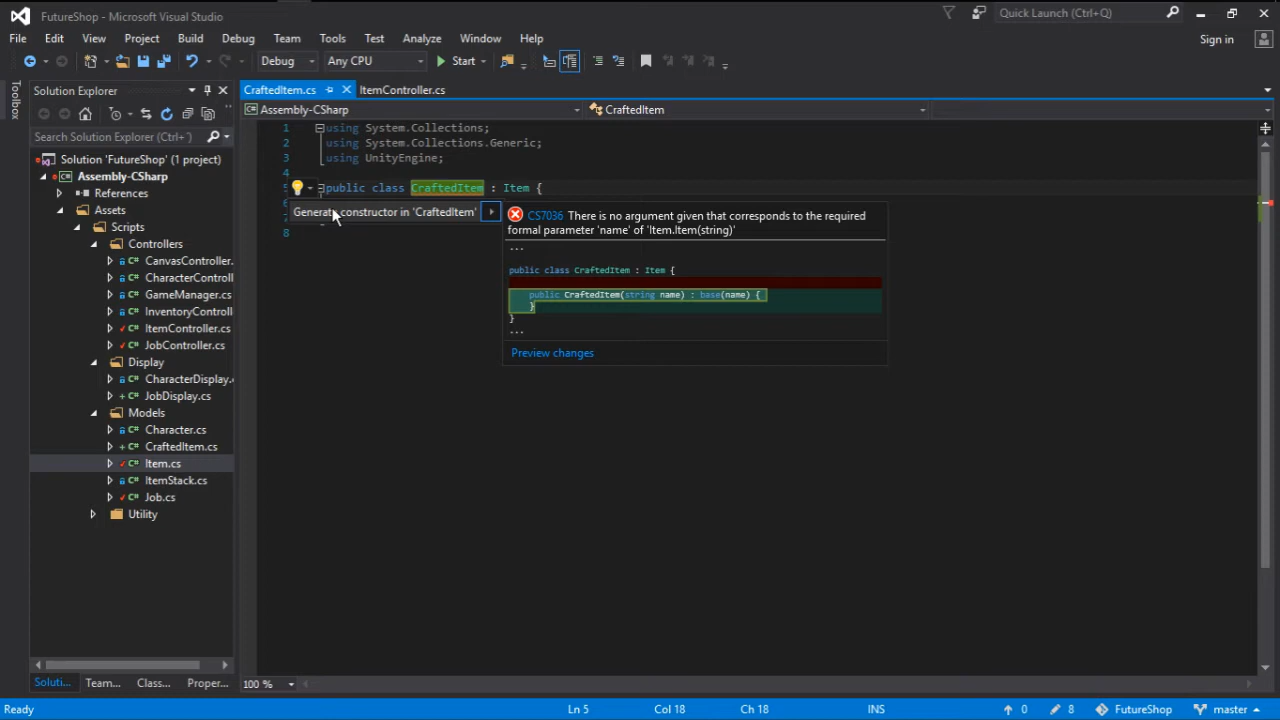 FutureShop - Microsoft Visual Studio
Quick Launch (Ctrl+Q)
File Edit View Project Build Debug Team Tools Test Analyze Window Help
Sign in
Debug Any CPU Start
Toolbox
Solution Explorer
CraftedItem.cs ItemController.cs
Assembly-CSharp CraftedItem
Search Solution Explorer (Ctrl+')
Solution 'FutureShop' (1 project)
Assembly-CSharp
References
Assets
Scripts
Controllers
CanvasController.
CharacterControll
GameManager.cs
InventoryControll
ItemController.cs
JobController.cs
Display
CharacterDisplay.c
JobDisplay.cs
Models
Character.cs
CraftedItem.cs
Item.cs
ItemStack.cs
Job.cs
Utility
Soluti... Team... Class... Proper...
1 using System.Collections;
2 using System.Collections.Generic;
3 using UnityEngine;
4
5 public class CraftedItem : Item {
6
7
8
Generate constructor in 'CraftedItem'
CS7036 There is no argument given that corresponds to the required
formal parameter 'name' of 'Item.Item(string)'
...
public class CraftedItem : Item {
public CraftedItem(string name) : base(name) {
}
}
...
Preview changes
100 %
Ready Ln 5 Col 18 Ch 18 INS 0 8 FutureShop master